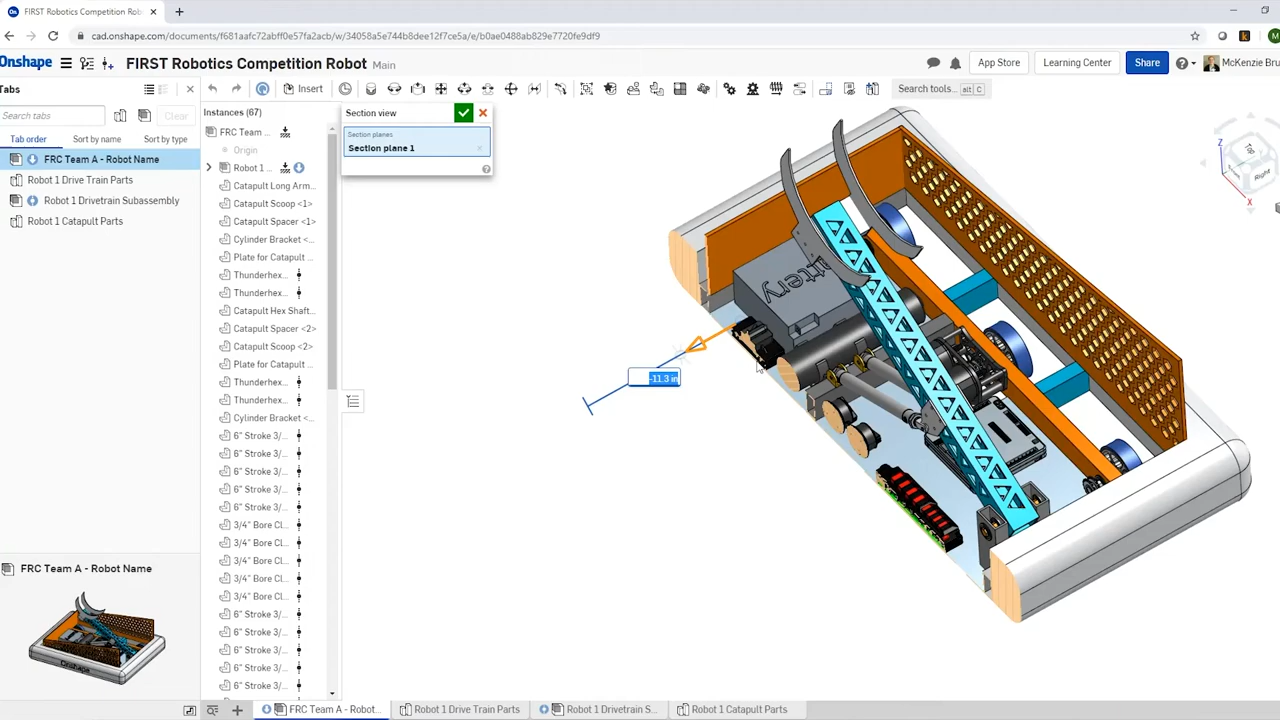 FIRST Robotics Competition Rob
cad.onshape.com/documents/f681aafc72abff0e57fa2acb/w/34058a5e744b8dee12f7ce5a/e/b0ae0488ab829e7720fe9df9
Onshape
FIRST Robotics Competition Robot Main
App Store
Learning Center
Share
McKenzie Bru
Tabs
Search tabs
Clear
Tab order
Sort by name
Sort by type
FRC Team A - Robot Name
Robot 1 Drive Train Parts
Robot 1 Drivetrain Subassembly
Robot 1 Catapult Parts
FRC Team A - Robot Name
Onshape
Insert
Search tools... alt C
Instances (67)
FRC Team ...
Origin
Robot 1 ...
Catapult Long Arm...
Catapult Scoop <1>
Catapult Spacer <1>
Cylinder Bracket <...
Plate for Catapult ...
Thunderhex...
Thunderhex...
Catapult Hex Shaft...
Catapult Spacer <2>
Catapult Scoop <2>
Plate for Catapult ...
Thunderhex...
Thunderhex...
Cylinder Bracket <...
6" Stroke 3/...
6" Stroke 3/...
6" Stroke 3/...
6" Stroke 3/...
6" Stroke 3/...
3/4" Bore Cl...
3/4" Bore Cl...
3/4" Bore Cl...
3/4" Bore Cl...
3/4" Bore Cl...
6" Stroke 3/...
6" Stroke 3/...
6" Stroke 3/...
6" Stroke 3/...
6" Stroke 3/...
Section view
Section planes
Section plane 1
-11.3 in
Z
Right
X
FRC Team A - Robot...
Robot 1 Drive Train Parts
Robot 1 Drivetrain S...
Robot 1 Catapult Parts